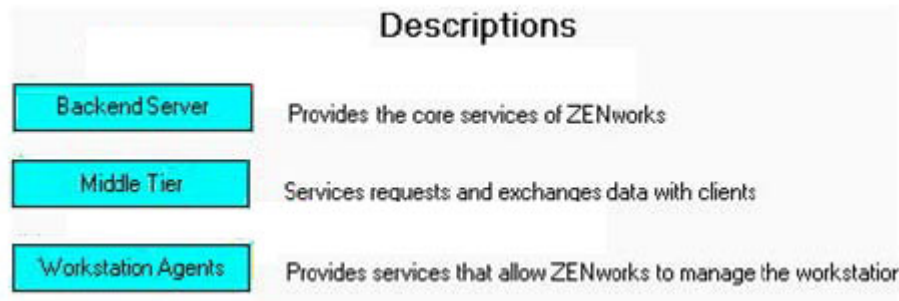 Descriptions
Backend Server Provides the core services of ZENworks
Middle Tier Services requests and exchanges data with clients
Workstation Agents Provides services that allow ZENworks to manage the workstation